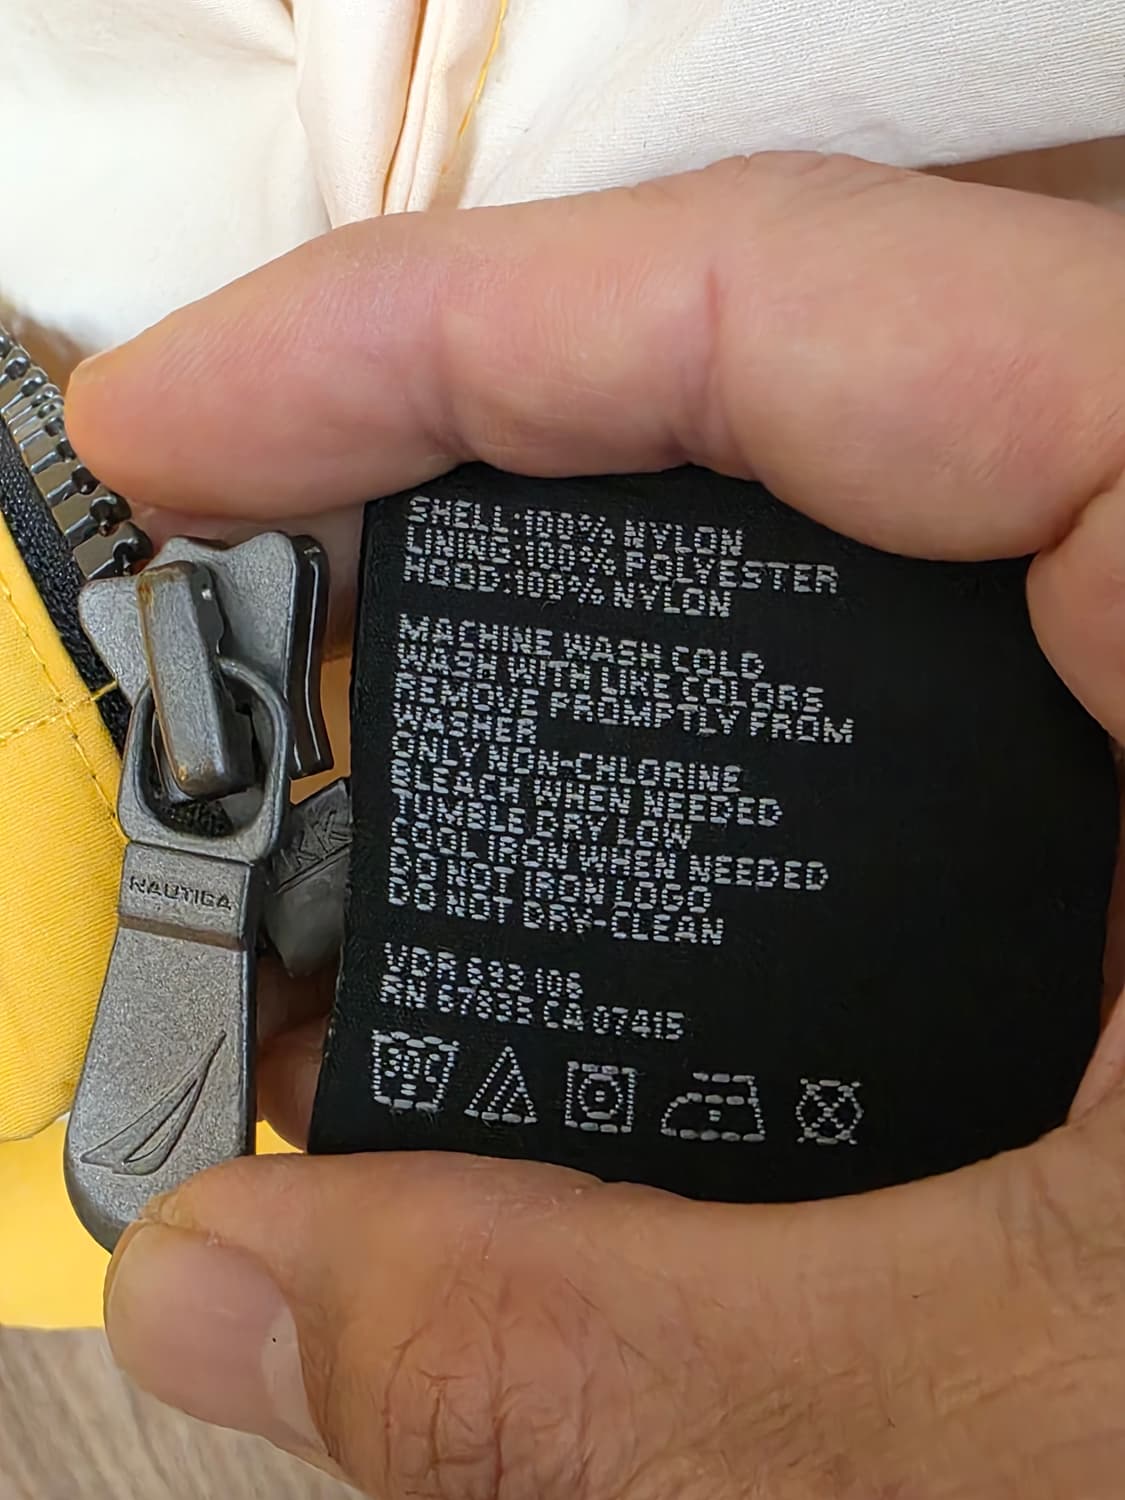 SHELL:100% NYLON
LINING:100% POLYESTER
HOOD:100% NYLON
MACHINE WASH COLD
WASH WITH LIKE COLORS
REMOVE PROMPTLY FROM
WASHER
ONLY NON-CHLORINE
BLEACH WHEN NEEDED
TUMBLE DRY LOW
COOL IRON WHEN NEEDED
DO NOT IRON LOGO
DO NOT DRY-CLEAN
RN CA 07415
NAUTICA